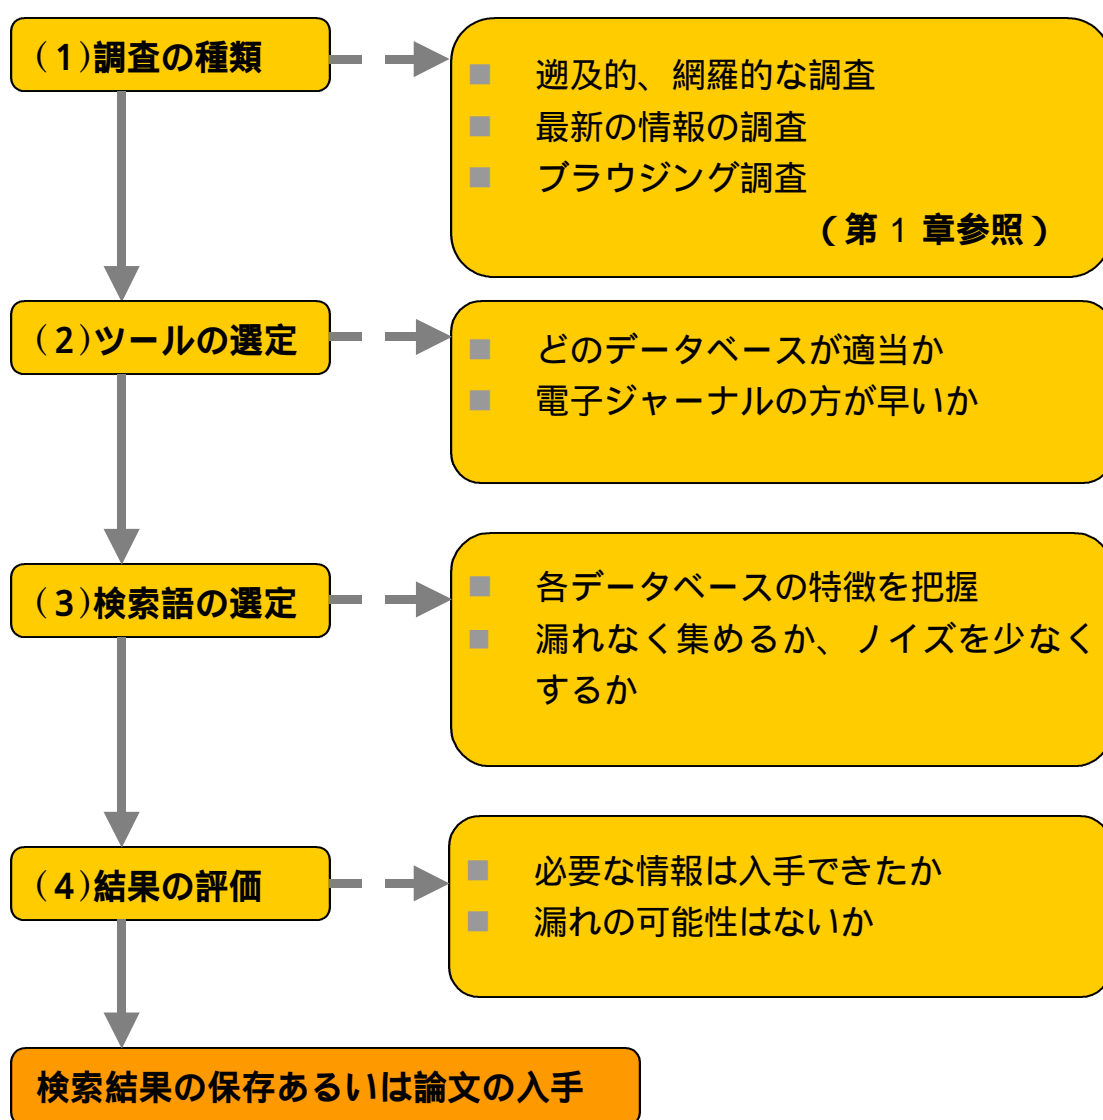 （1）調査の種類
■ 遡及的、網羅的な調査
■ 最新の情報の調査
■ ブラウジング調査
（第 1 章参照）
（2）ツールの選定
■ どのデータベースが適当か
■ 電子ジャーナルの方が早いか
（3）検索語の選定
■ 各データベースの特徴を把握
■ 漏れなく集めるか、ノイズを少なく
するか
（4）結果の評価
■ 必要な情報は入手できたか
■ 漏れの可能性はないか
検索結果の保存あるいは論文の入手